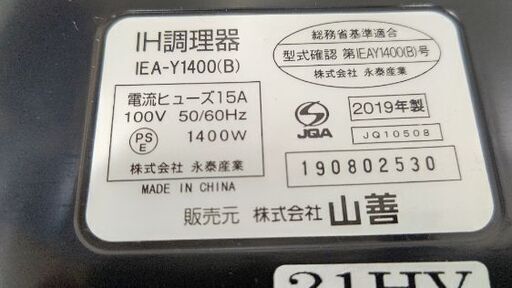 IH調理器
IEA-Y1400(B)
電流ヒューズ15A
100V 50/60Hz
PS
E
1400W
株式会社 永泰産業
MADE IN CHINA
総務省基準適合
型式確認 第IEAY1400(B)号
株式会社 永泰産業
JQA
2019年製
JQ10508
190802530
販売元 株式会社 山善
21HV